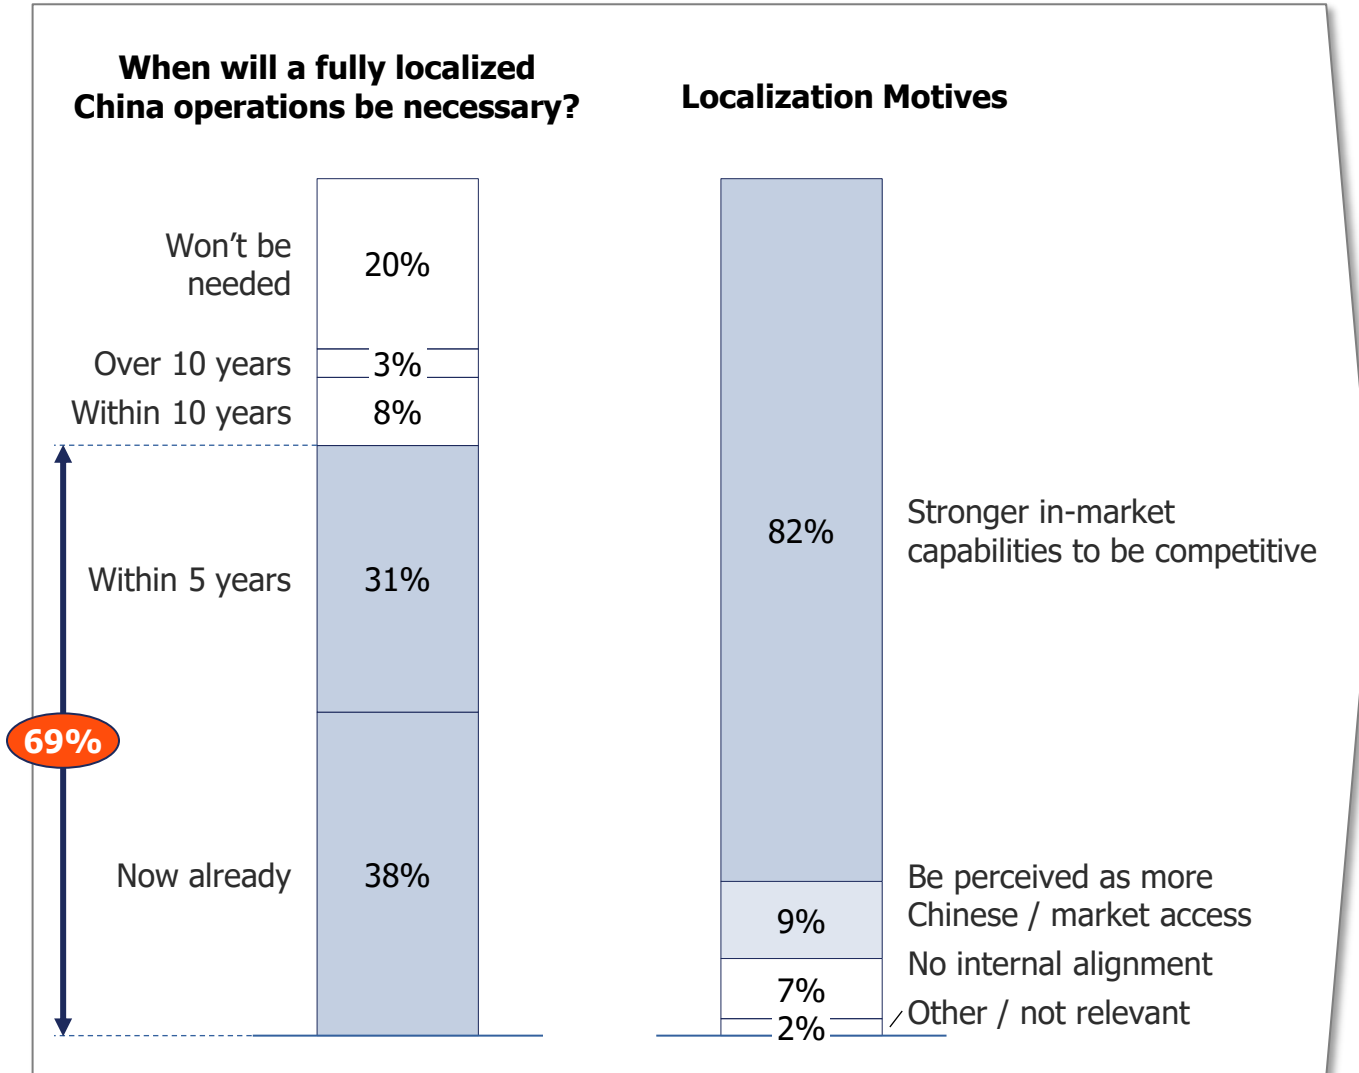 When will a fully localized
China operations be necessary?
Won't be
needed
20%
Over 10 years
3%
Within 10 years
8%
Within 5 years
31%
69%
Now already
38%
Localization Motives
82%
Stronger in-market
capabilities to be competitive
9%
Be perceived as more
Chinese / market access
7%
No internal alignment
2%
Other / not relevant